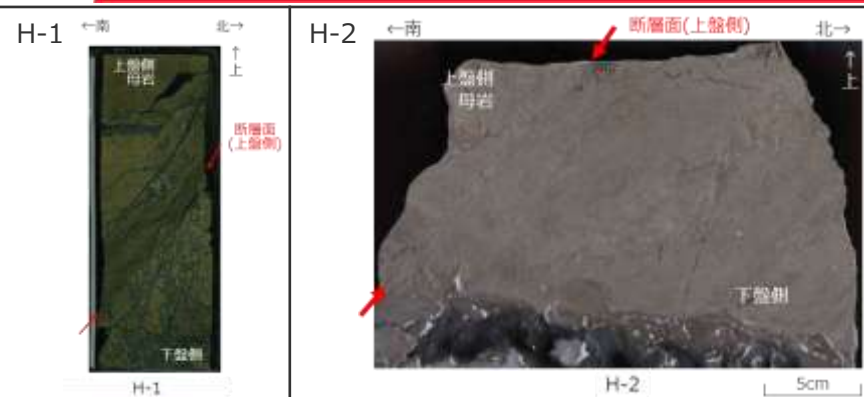 H-1
←南
北→
↑
上
上盤側
母岩
断層面
(上盤側)
下盤側
H-1
H-2
←南
断層面(上盤側)
北→
↑
上
上盤側
母岩
下盤側
H-2
5cm